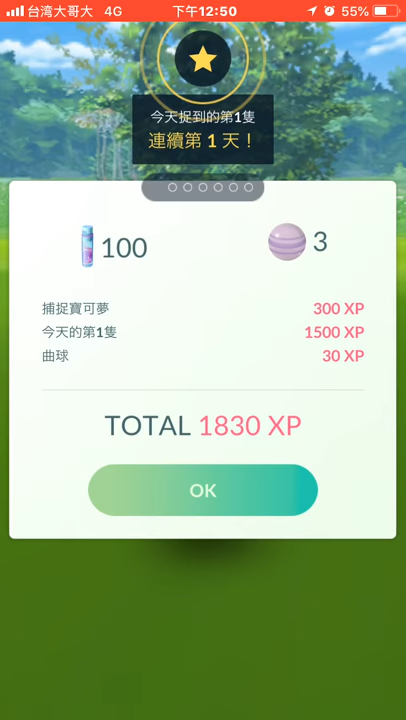 台湾大哥大 4G 下午12:50 55%
今天捉到的第1隻
連續第 1 天！
100 3
捕捉寶可夢 300 XP
今天的第1隻 1500 XP
曲球 30 XP
TOTAL 1830 XP
OK